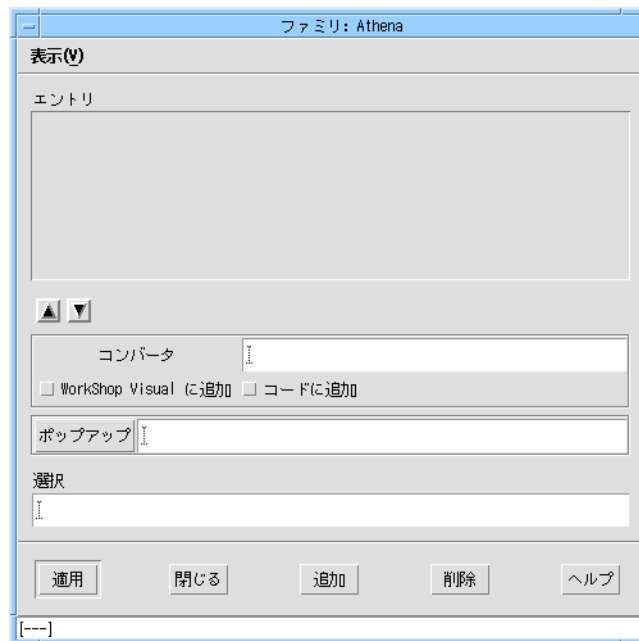 ファミリ: Athena
表示(V)
エントリ
コンバータ
WorkShop Visual に追加 コードに追加
ポップアップ
選択
適用 閉じる 追加 削除 ヘルプ
[---]